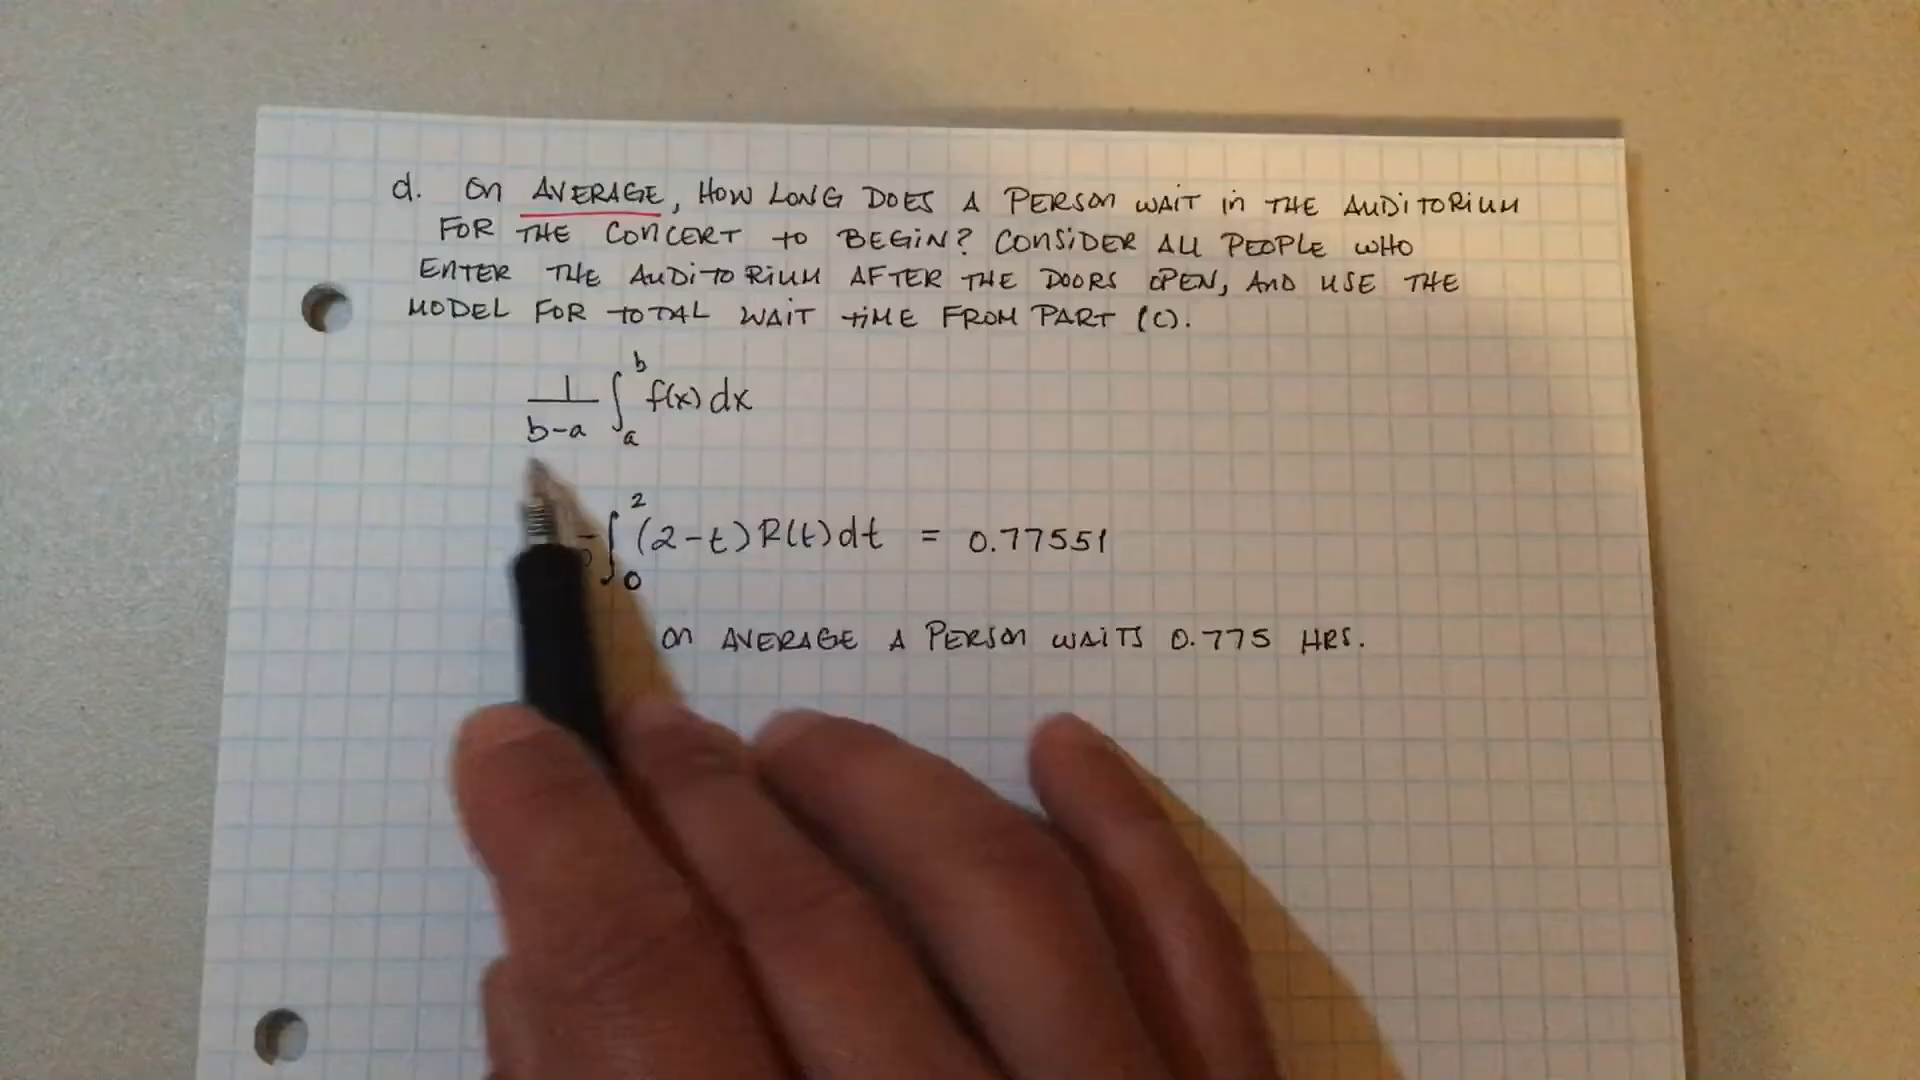 d. On AVERAGE, HOW LONG DOES A PERSON WAIT in THE AUDITORIUM
FOR THE CONCERT to BEGIN? CONSIDER ALL PEOPLE WHO
ENTER THE AUDITORIUM AFTER THE DOORS OPEN, AND USE THE
MODEL FOR TOTAL WAIT TIME FROM PART (C).
1/(b-a) ∫_a^b f(x) dx
∫_0^2 (2-t) R(t) dt = 0.77551
On AVERAGE A PERSON WAITS 0.775 HRS.